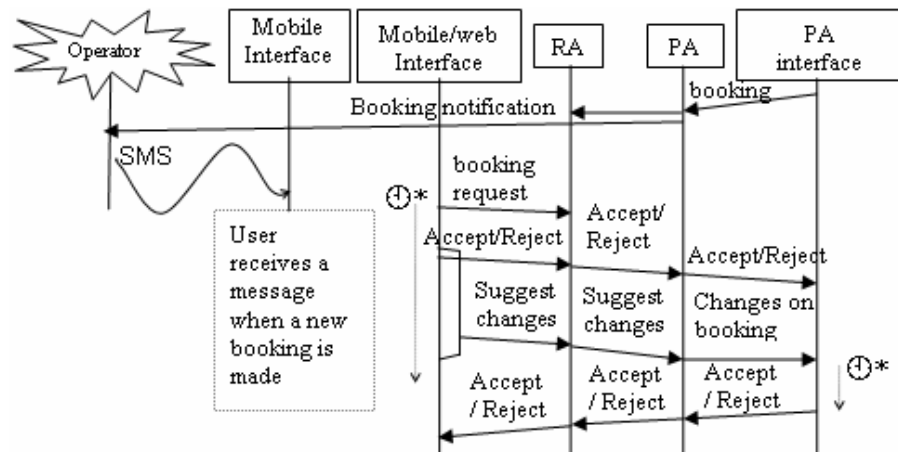 Operator
Mobile
Interface
Mobile/web
Interface
RA
PA
PA
interface
booking
Booking notification
SMS
booking
request
*
User
receives a
message
when a new
booking is
made
Accept/Reject
Accept/
Reject
Accept/Reject
Suggest
changes
Suggest
changes
Changes on
booking
*
Accept
/ Reject
Accept
/ Reject
Accept
/ Reject